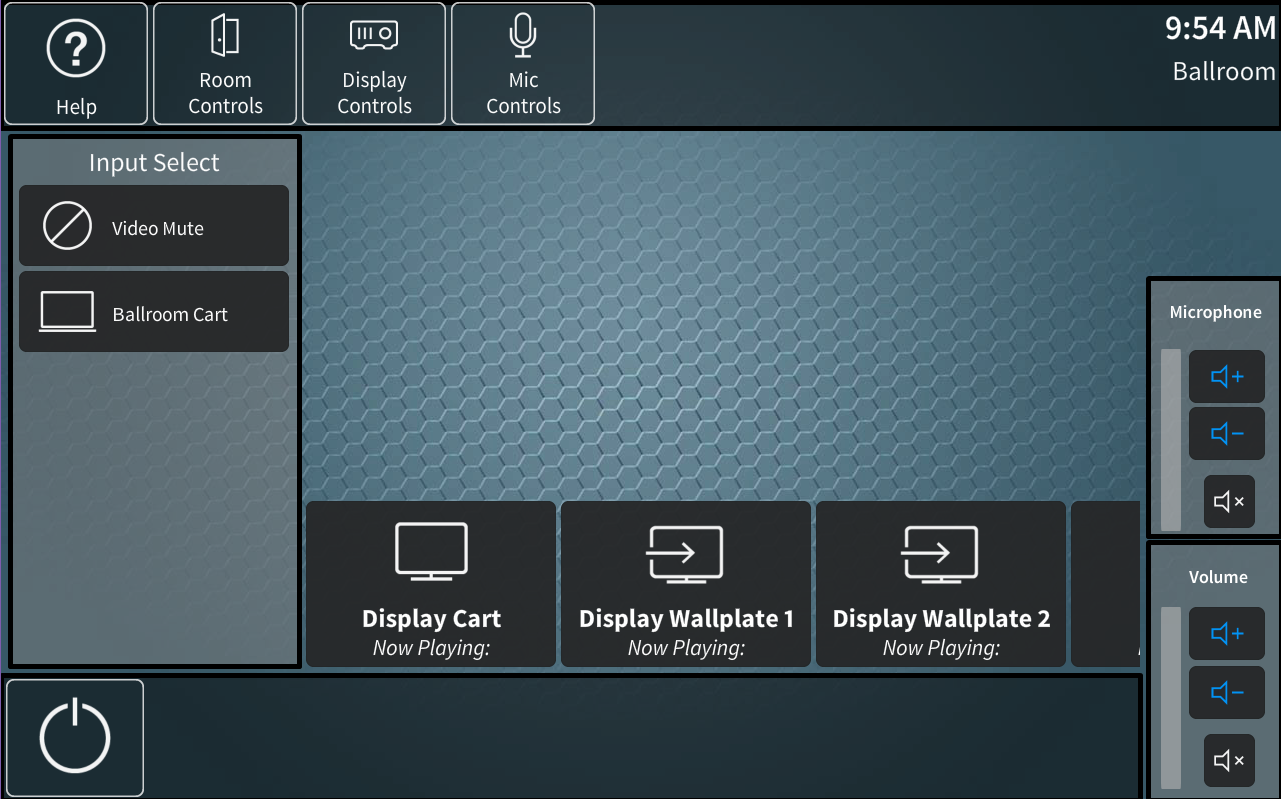 Help
Room
Controls
Display
Controls
Mic
Controls
9:54 AM
Ballroom
Input Select
Video Mute
Ballroom Cart
Microphone
Display Cart
Now Playing:
Display Wallplate 1
Now Playing:
Display Wallplate 2
Now Playing:
Volume